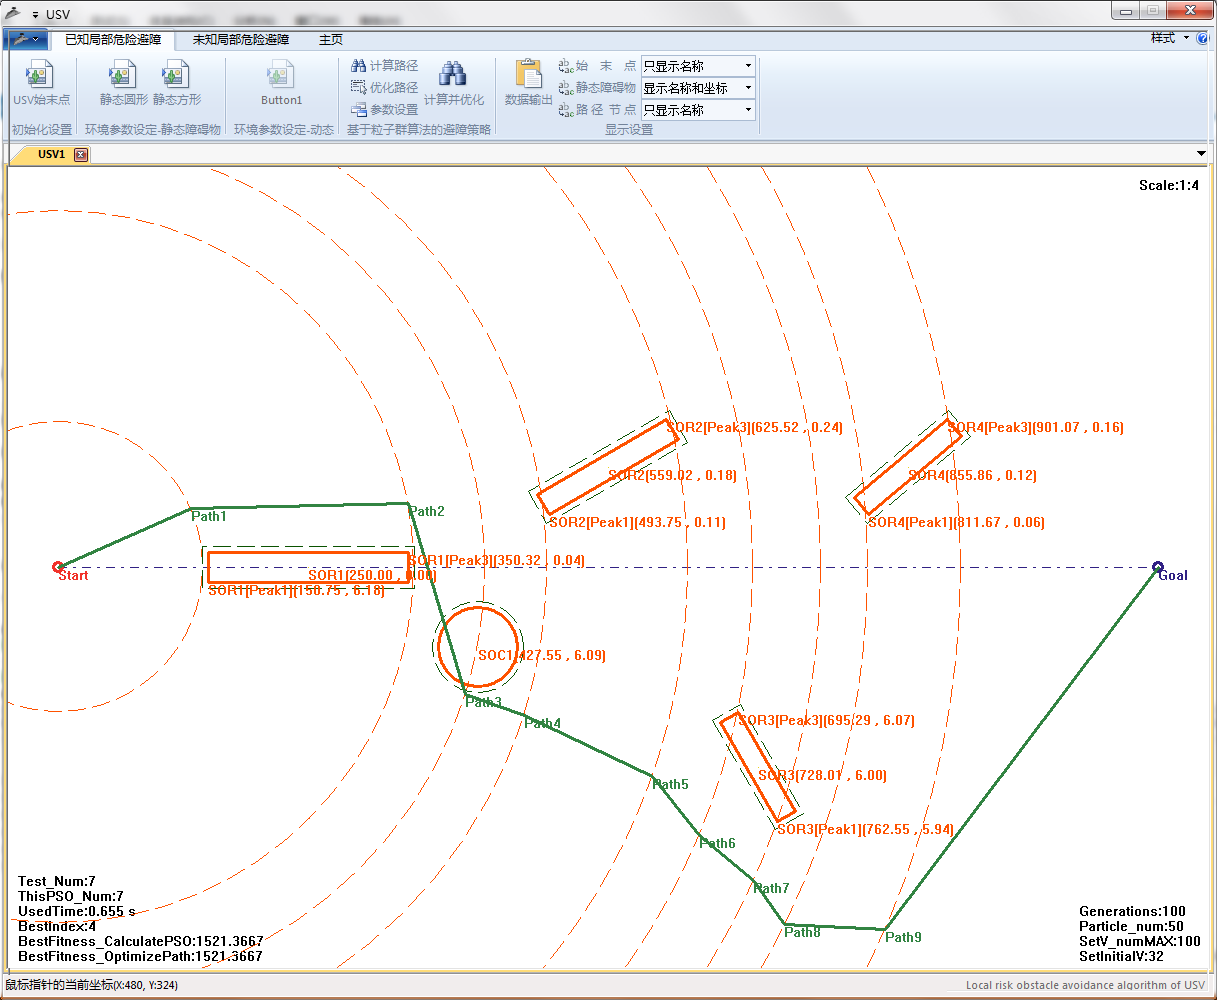 USV
已知局部危险避障 未知局部危险避障 主页 样式
USV始末点
初始化设置
静态圆形 静态方形
环境参数设定-静态障碍物
Button1
环境参数设定-动态
计算路径
优化路径
参数设置
计算并优化
基于粒子群算法的避障策略
数据输出
始 末 点 只显示名称
静态障碍物 显示名称和坐标
路径 节点 只显示名称
显示设置
USV1
Scale:1:4
SOR2[Peak3](625.52 , 0.24)
SOR4[Peak3](901.07 , 0.16)
SOR2(559.02 , 0.18)
SOR4(855.86 , 0.12)
Path1
Path2
SOR2[Peak1](493.75 , 0.11)
SOR4[Peak1](811.67 , 0.06)
SOR1[Peak3](350.32 , 0.04)
Start
SOR1(250.00 , 0.00)
Goal
SOR1[Peak1](150.75 , 6.18)
SOC1(427.55 , 6.09)
Path3
Path4
SOR3[Peak3](695.29 , 6.07)
SOR3(728.01 , 6.00)
Path5
SOR3[Peak1](762.55 , 5.94)
Path6
Path7
Path8
Path9
Test_Num:7
ThisPSO_Num:7
UsedTime:0.655 s
BestIndex:4
BestFitness_CalculatePSO:1521.3667
BestFitness_OptimizePath:1521.3667
Generations:100
Particle_num:50
SetV_numMAX:100
SetInitialV:32
鼠标指针的当前坐标(X:480, Y:324)
Local risk obstacle avoidance algorithm of USV